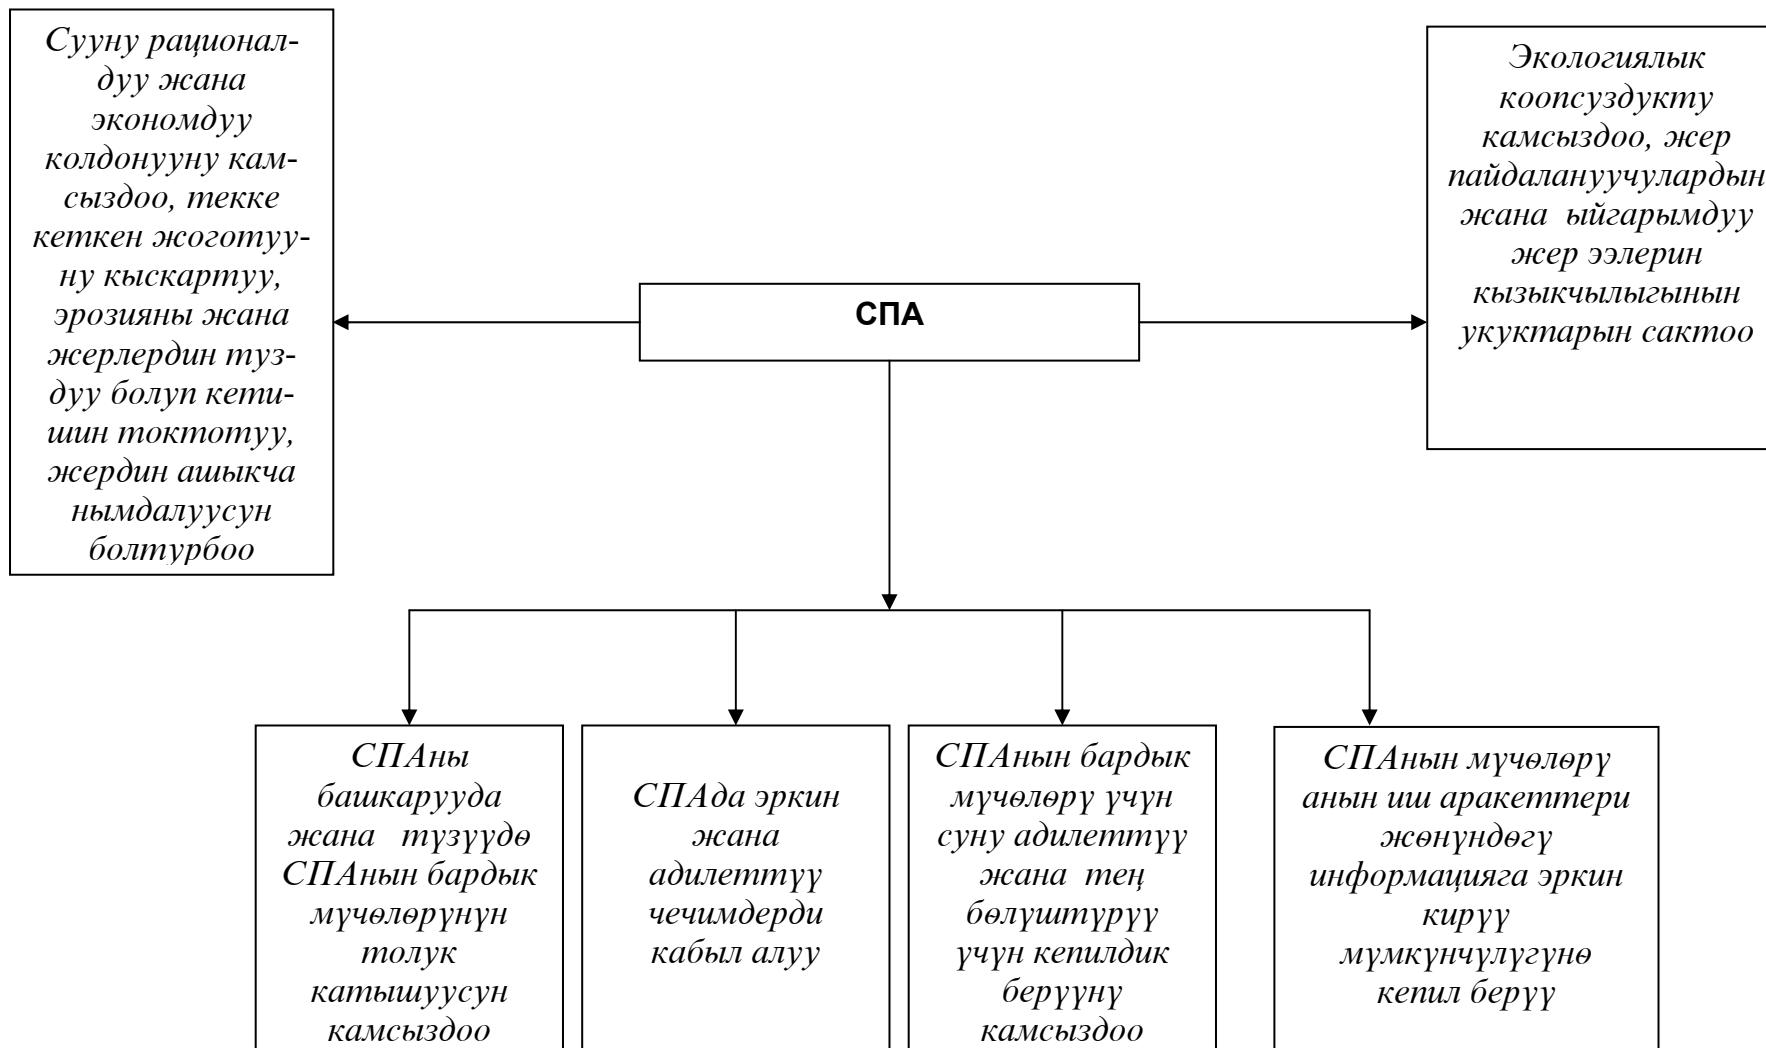 Сууну рационал-
дуу жана
экономдуу
колдонууну кам-
сыздоо, текке
кеткен жоготуу-
ну кыскартуу,
эрозияны жана
жерлердин туз-
дуу болуп кети-
шин токтотуу,
жердин ашыкча
нымдалуусун
болтурбоо
СПА
Экологиялык
коопсуздукту
камсыздоо, жер
пайдалануучулардын
жана ыйгарымдуу
жер ээлерин
кызыкчылыгынын
укуктарын сактоо
СПАны
башкарууда
жана түзүүдө
СПАнын бардык
мүчөлөрүнүн
толук
катышуусун
камсыздоо
СПАда эркин
жана
адилеттүү
чечимдерди
кабыл алуу
СПАнын бардык
мүчөлөрү үчүн
суну адилеттүү
жана тең
бөлүштүрүү
үчүн кепилдик
берүүнү
камсыздоо
СПАнын мүчөлөрү
анын иш аракеттери
жөнүндөгү
информацияга эркин
кирүү
мүмкүнчүлүгүнө
кепил берүү